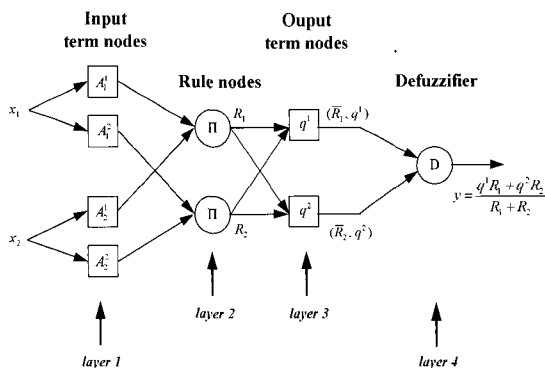 Input
term nodes
Rule nodes
Ouput
term nodes
Defuzzifier
x₁
A₁¹
A₁²
x₂
A₂¹
A₂²
Π
Π
R₁
R₂
q¹
q²
(R̅₁, q¹)
(R̅₂, q²)
D
y = (q¹R₁ + q²R₂) / (R₁ + R₂)
layer 1
layer 2
layer 3
layer 4